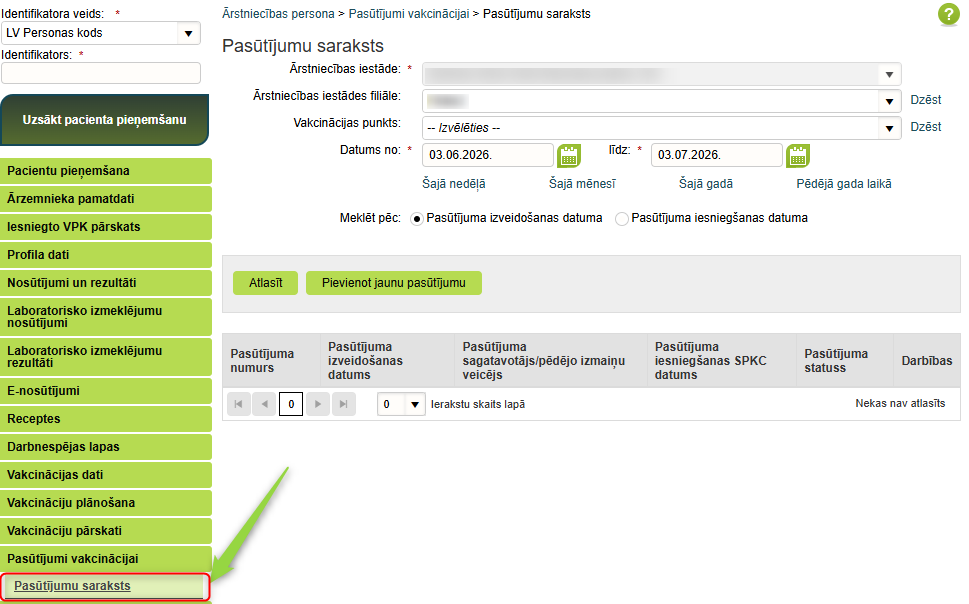 Identifikatora veids: *
LV Personas kods
Identifikators: *
Uzsākt pacienta pieņemšanu
Pacientu pieņemšana
Ārzemnieka pamatdati
Iesniegto VPK pārskats
Profila dati
Nosūtījumi un rezultāti
Laboratorisko izmeklējumu
nosūtījumi
Laboratorisko izmeklējumu
rezultāti
E-nosūtījumi
Receptes
Darbnespējas lapas
Vakcinācijas dati
Vakcināciju plānošana
Vakcināciju pārskati
Pasūtījumi vakcinācijai
Pasūtījumu saraksts
Ārstniecības persona > Pasūtījumi vakcinācijai > Pasūtījumu saraksts
?
Pasūtījumu saraksts
Ārstniecības iestāde: *
Ārstniecības iestādes filiāle:
Dzēst
Vakcinācijas punkts: -- Izvēlēties --
Dzēst
Datums no: * 03.06.2026. līdz: * 03.07.2026.
Šajā nedēļā Šajā mēnesī Šajā gadā Pēdējā gada laikā
Meklēt pēc: Pasūtījuma izveidošanas datuma Pasūtījuma iesniegšanas datuma
Atlasīt Pievienot jaunu pasūtījumu
Pasūtījuma
numurs
Pasūtījuma
izveidošanas
datums
Pasūtījuma
sagatavotājs/pēdējo izmaiņu
veicējs
Pasūtījuma
iesniegšanas SPKC
datums
Pasūtījuma
statuss
Darbības
0 0 Ierakstu skaits lapā Nekas nav atlasīts